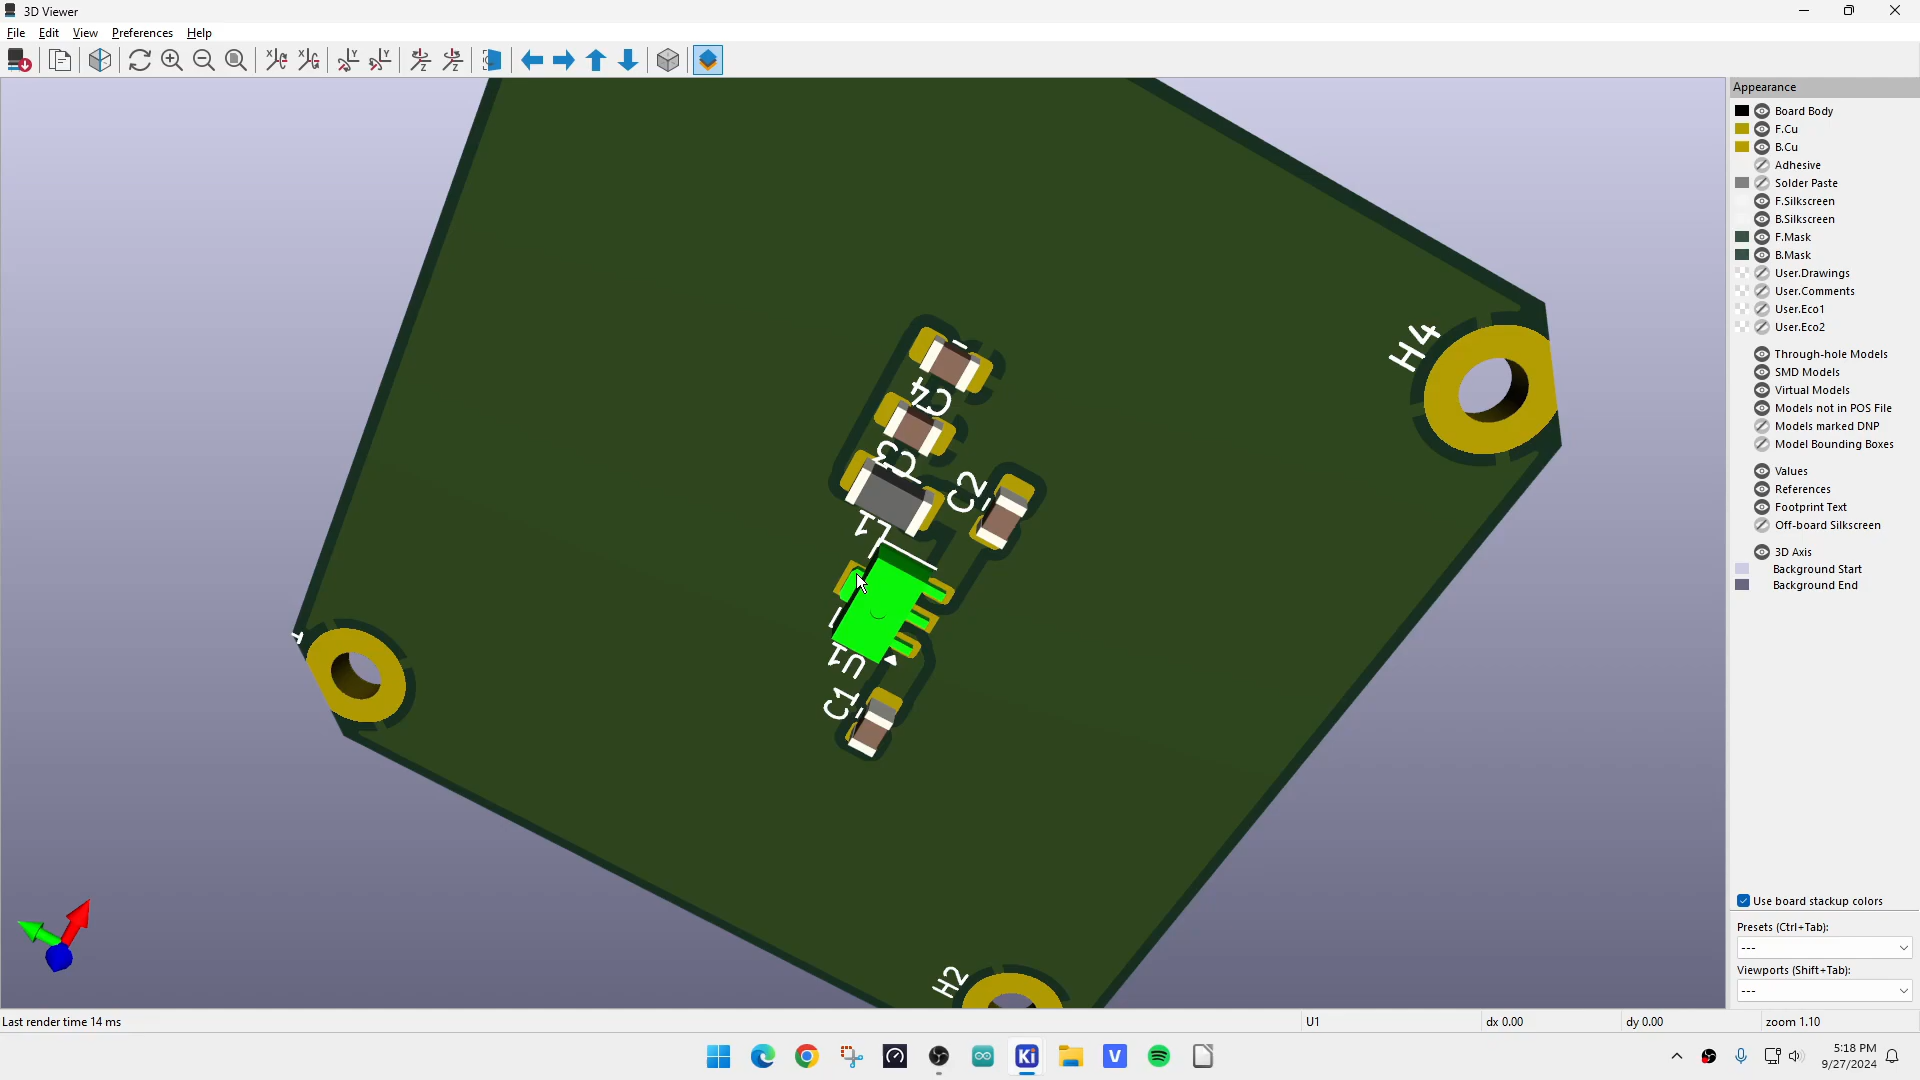 3D Viewer
File Edit View Preferences Help
Appearance
Board Body
F.Cu
B.Cu
Adhesive
Solder Paste
F.Silkscreen
B.Silkscreen
F.Mask
B.Mask
User.Drawings
User.Comments
User.Eco1
User.Eco2
Through-hole Models
SMD Models
Virtual Models
Models not in POS File
Models marked DNP
Model Bounding Boxes
Values
References
Footprint Text
Off-board Silkscreen
3D Axis
Background Start
Background End
H4
C4
C3
C2
L1
U1
C1
H2
Use board stackup colors
Presets (Ctrl+Tab):
---
Viewports (Shift+Tab):
---
Last render time 14 ms
U1
dx 0.00
dy 0.00
zoom 1.10
Ki
V
5:18 PM
9/27/2024